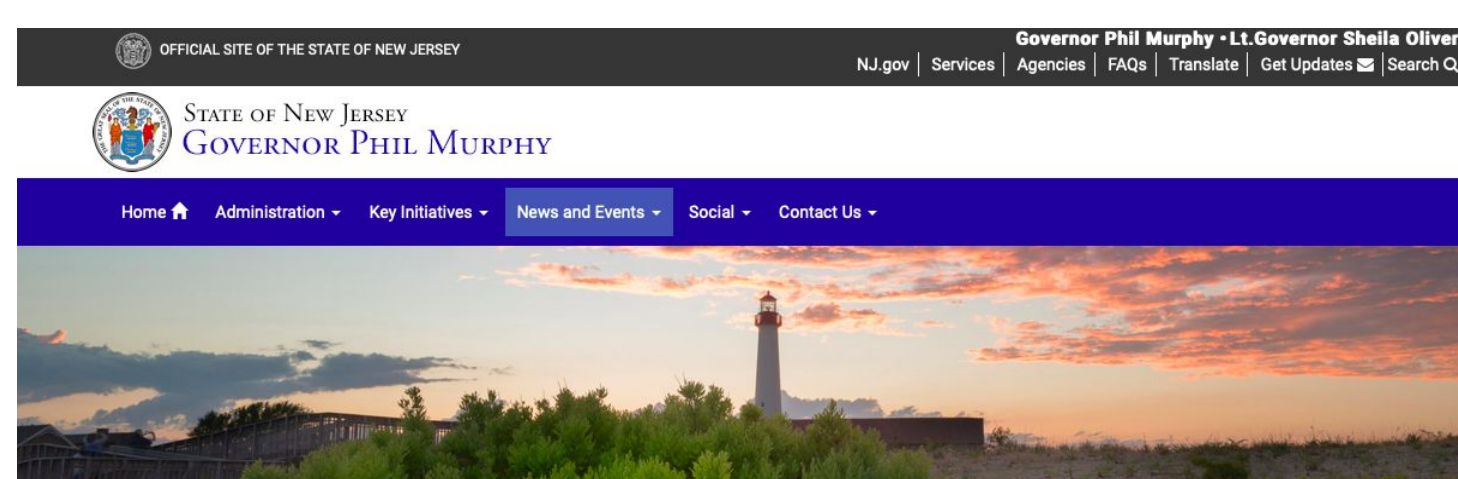 OFFICIAL SITE OF THE STATE OF NEW JERSEY
Governor Phil Murphy • Lt.Governor Sheila Oliver
NJ.gov | Services | Agencies | FAQs | Translate | Get Updates | Search
State of New Jersey
Governor Phil Murphy
Home Administration Key Initiatives News and Events Social Contact Us